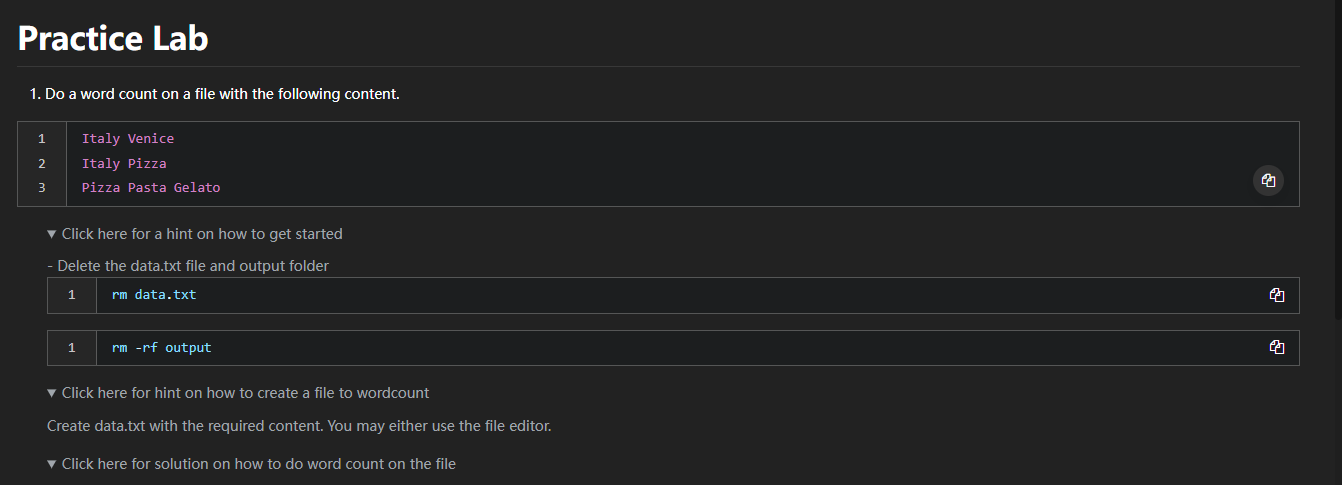 Practice Lab
1. Do a word count on a file with the following content.
1 Italy Venice
2 Italy Pizza
3 Pizza Pasta Gelato
▼ Click here for a hint on how to get started
- Delete the data.txt file and output folder
1 rm data.txt
1 rm -rf output
▼ Click here for hint on how to create a file to wordcount
Create data.txt with the required content. You may either use the file editor.
▼ Click here for solution on how to do word count on the file